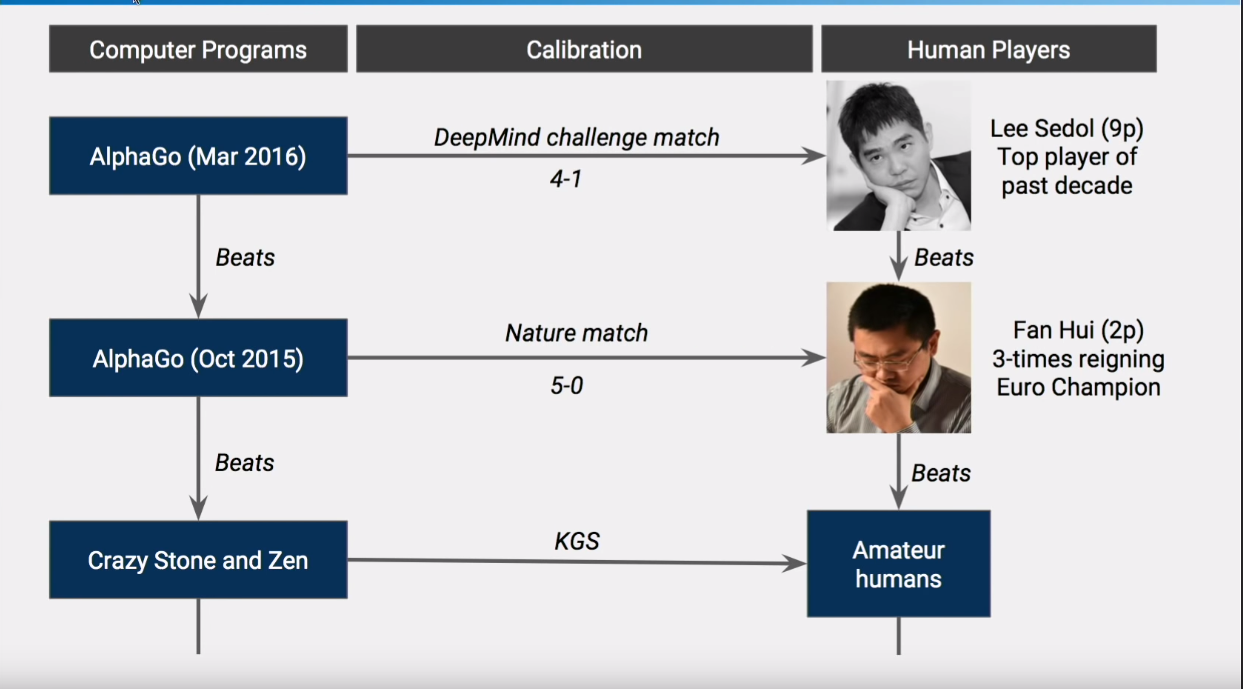 Computer Programs
Calibration
Human Players
AlphaGo (Mar 2016)
DeepMind challenge match
4-1
Lee Sedol (9p)
Top player of
past decade
Beats
Beats
AlphaGo (Oct 2015)
Nature match
5-0
Fan Hui (2p)
3-times reigning
Euro Champion
Beats
Beats
Crazy Stone and Zen
KGS
Amateur
humans